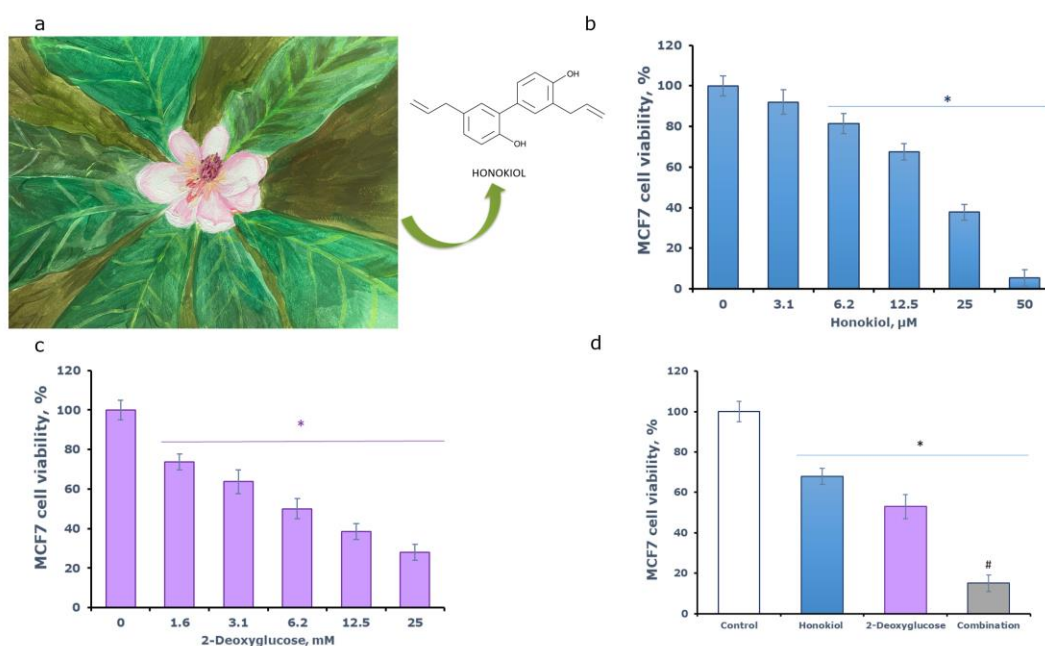 a
OH
OH
HONOKIOL
b
MCF7 cell viability, %
120
100
80
60
40
20
0
*
0 3.1 6.2 12.5 25 50
Honokiol, µM
c
MCF7 cell viability, %
120
100
80
60
40
20
0
*
0 1.6 3.1 6.2 12.5 25
2-Deoxyglucose, mM
d
MCF7 cell viability, %
120
100
80
60
40
20
0
*
#
Control Honokiol 2-Deoxyglucose Combination